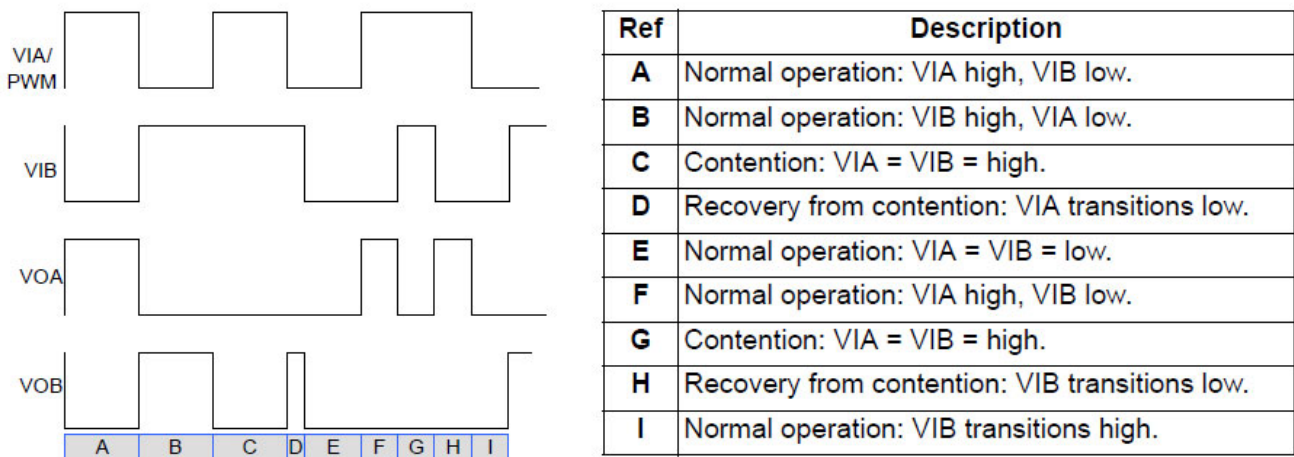 VIA/
PWM
VIB
VOA
VOB
A B C D E F G H I
Ref Description
A Normal operation: VIA high, VIB low.
B Normal operation: VIB high, VIA low.
C Contention: VIA = VIB = high.
D Recovery from contention: VIA transitions low.
E Normal operation: VIA = VIB = low.
F Normal operation: VIA high, VIB low.
G Contention: VIA = VIB = high.
H Recovery from contention: VIB transitions low.
I Normal operation: VIB transitions high.